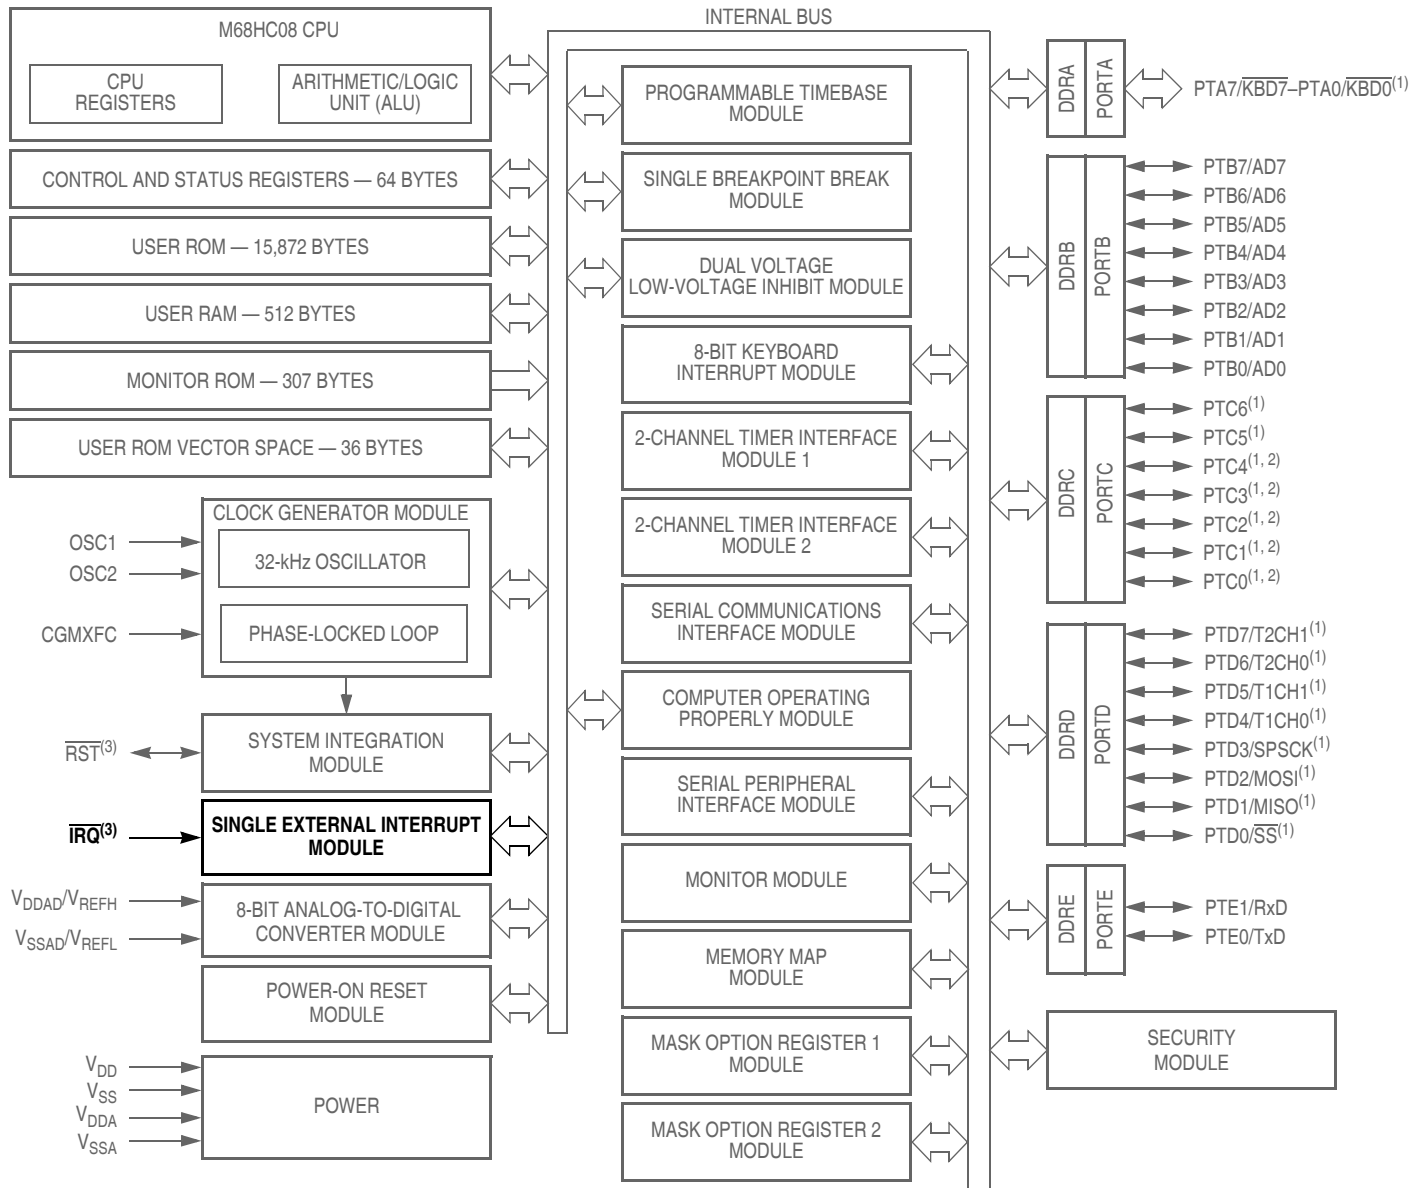 INTERNAL BUS
M68HC08 CPU
CPU
REGISTERS
ARITHMETIC/LOGIC
UNIT (ALU)
CONTROL AND STATUS REGISTERS — 64 BYTES
USER ROM — 15,872 BYTES
USER RAM — 512 BYTES
MONITOR ROM — 307 BYTES
USER ROM VECTOR SPACE — 36 BYTES
CLOCK GENERATOR MODULE
32-kHz OSCILLATOR
PHASE-LOCKED LOOP
OSC1
OSC2
CGMXFC
SYSTEM INTEGRATION
MODULE
RST(3)
SINGLE EXTERNAL INTERRUPT
MODULE
IRQ(3)
8-BIT ANALOG-TO-DIGITAL
CONVERTER MODULE
VDDAD/VREFH
VSSAD/VREFL
POWER-ON RESET
MODULE
POWER
VDD
VSS
VDDA
VSSA
PROGRAMMABLE TIMEBASE
MODULE
SINGLE BREAKPOINT BREAK
MODULE
DUAL VOLTAGE
LOW-VOLTAGE INHIBIT MODULE
8-BIT KEYBOARD
INTERRUPT MODULE
2-CHANNEL TIMER INTERFACE
MODULE 1
2-CHANNEL TIMER INTERFACE
MODULE 2
SERIAL COMMUNICATIONS
INTERFACE MODULE
COMPUTER OPERATING
PROPERLY MODULE
SERIAL PERIPHERAL
INTERFACE MODULE
MONITOR MODULE
MEMORY MAP
MODULE
MASK OPTION REGISTER 1
MODULE
MASK OPTION REGISTER 2
MODULE
DDRA
PORTA
PTA7/KBD7–PTA0/KBD0(1)
DDRB
PORTB
PTB7/AD7
PTB6/AD6
PTB5/AD5
PTB4/AD4
PTB3/AD3
PTB2/AD2
PTB1/AD1
PTB0/AD0
DDRC
PORTC
PTC6(1)
PTC5(1)
PTC4(1, 2)
PTC3(1, 2)
PTC2(1, 2)
PTC1(1, 2)
PTC0(1, 2)
DDRD
PORTD
PTD7/T2CH1(1)
PTD6/T2CH0(1)
PTD5/T1CH1(1)
PTD4/T1CH0(1)
PTD3/SPSCK(1)
PTD2/MOSI(1)
PTD1/MISO(1)
PTD0/SS(1)
DDRE
PORTE
PTE1/RxD
PTE0/TxD
SECURITY
MODULE